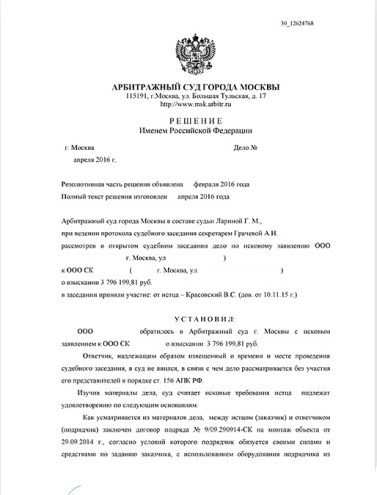 30_12624768
АРБИТРАЖНЫЙ СУД ГОРОДА МОСКВЫ
115191, г.Москва, ул. Большая Тульская, д. 17
http://www.msk.arbitr.ru
Р Е Ш Е Н И Е
Именем Российской Федерации
г. Москва Дело №
апреля 2016 г.
Резолютивная часть решения объявлена февраля 2016 года
Полный текст решения изготовлен апреля 2016 года
Арбитражный суд города Москвы в составе судьи Лариной Г. М.,
при ведении протокола судебного заседания секретарем Грачевой А.И.
рассмотрев в открытом судебном заседании дело по исковому заявлению ООО
г. Москва, ул )
к ООО СК ( г. Москва, ул. )
о взыскании 3 796 199,81 руб.
в заседании приняли участие: от истца – Красовский В.С. (дов. от 10.11.15 г.)
У С Т А Н О В И Л :
ООО обратилось в Арбитражный суд г. Москвы с исковым
заявлением к ООО СК о взыскании 3 796 199,81 руб.
Ответчик, надлежащим образом извещенный о времени и месте проведения
судебного заседания, в суд не явился, в связи с чем дело рассматривается без участия
его представителей в порядке ст. 156 АПК РФ.
Изучив материалы дела, суд считает исковые требования истца подлежат
удовлетворению по следующим основаниям.
Как усматривается из материалов дела, между истцом (заказчик) и ответчиком
(подрядчик) заключен договор подряда № 9/09.290914-СК на монтаж объекта от
29.09.2014 г., согласно условий которого подрядчик обязуется своими силами и
средствами по заданию заказчика, с использованием оборудования подрядчика из